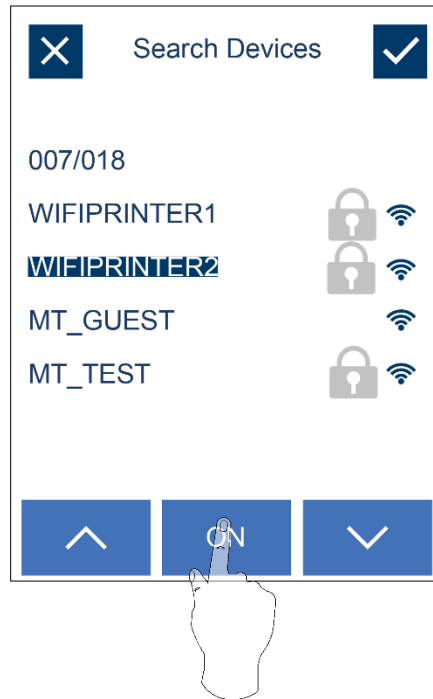 Search Devices
007/018
WIFIPRINTER1
WIFIPRINTER2
MT_GUEST
MT_TEST
ON